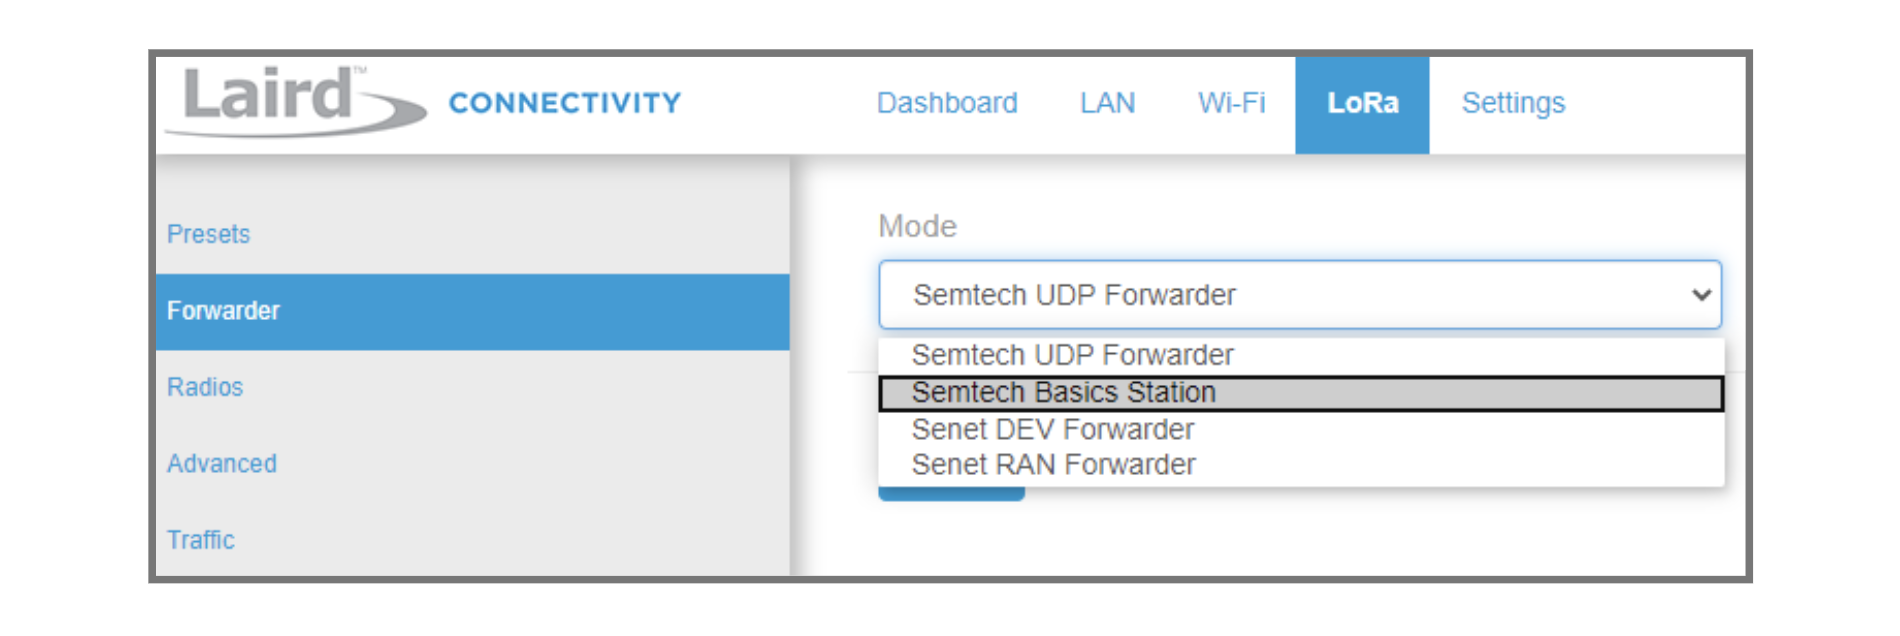 Laird™ CONNECTIVITY
Dashboard LAN Wi-Fi LoRa Settings
Presets
Forwarder
Radios
Advanced
Traffic
Mode
Semtech UDP Forwarder
Semtech UDP Forwarder
Semtech Basics Station
Senet DEV Forwarder
Senet RAN Forwarder